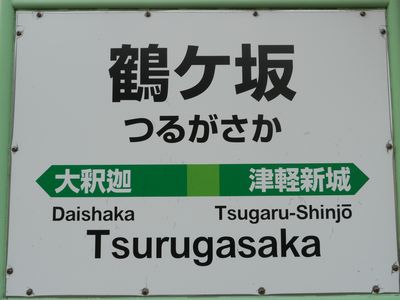 鶴ケ坂
つるがさか
大釈迦 津軽新城
Daishaka Tsugaru-Shinjō
Tsurugasaka